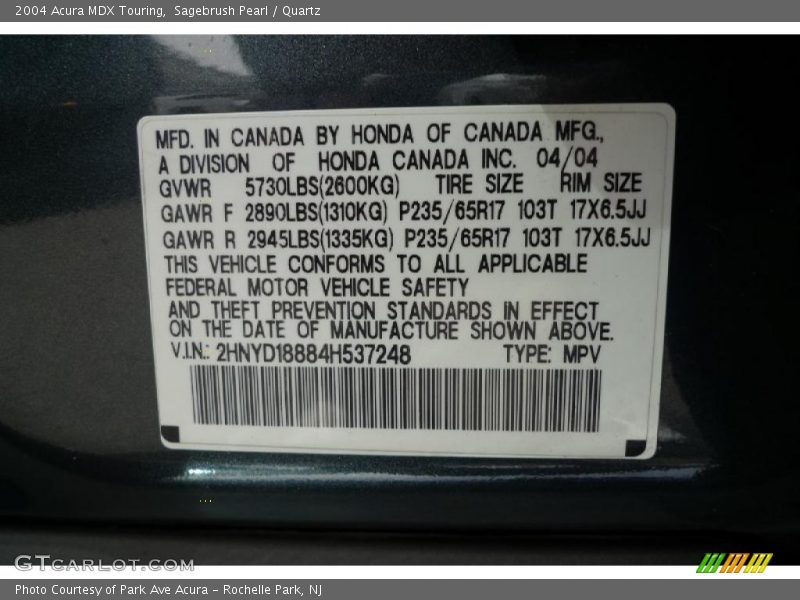 2004 Acura MDX Touring,  Sagebrush Pearl / Quartz
MFD. IN CANADA BY HONDA OF CANADA MFG.,
A DIVISION OF HONDA CANADA INC. 04/04
GVWR 5730LBS(2600KG) TIRE SIZE RIM SIZE
GAWR F 2890LBS(1310KG) P235/65R17 103T 17X6.5JJ
GAWR R 2945LBS(1335KG) P235/65R17 103T 17X6.5JJ
THIS VEHICLE CONFORMS TO ALL APPLICABLE
FEDERAL MOTOR VEHICLE SAFETY
AND THEFT PREVENTION STANDARDS IN EFFECT
ON THE DATE OF MANUFACTURE SHOWN ABOVE.
V.I.N.: 2HNYD18884H537248 TYPE: MPV
GTCARLOT.COM
Photo Courtesy of Park Ave Acura - Rochelle Park, NJ